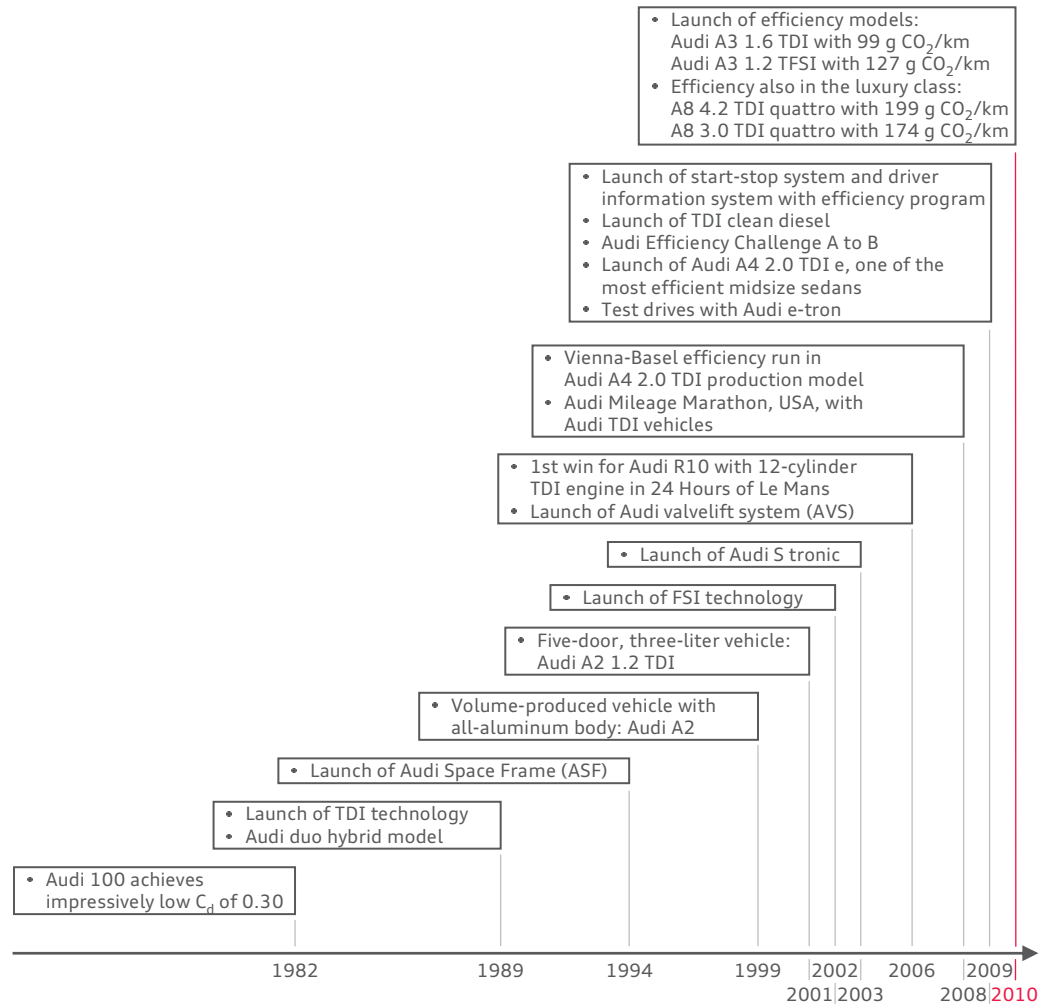 • Launch of efficiency models:
Audi A3 1.6 TDI with 99 g CO₂/km
Audi A3 1.2 TFSI with 127 g CO₂/km
• Efficiency also in the luxury class:
A8 4.2 TDI quattro with 199 g CO₂/km
A8 3.0 TDI quattro with 174 g CO₂/km
• Launch of start-stop system and driver
information system with efficiency program
• Launch of TDI clean diesel
• Audi Efficiency Challenge A to B
• Launch of Audi A4 2.0 TDI e, one of the
most efficient midsize sedans
• Test drives with Audi e-tron
• Vienna-Basel efficiency run in
Audi A4 2.0 TDI production model
• Audi Mileage Marathon, USA, with
Audi TDI vehicles
• 1st win for Audi R10 with 12-cylinder
TDI engine in 24 Hours of Le Mans
• Launch of Audi valvelift system (AVS)
• Launch of Audi S tronic
• Launch of FSI technology
• Five-door, three-liter vehicle:
Audi A2 1.2 TDI
• Volume-produced vehicle with
all-aluminum body: Audi A2
• Launch of Audi Space Frame (ASF)
• Launch of TDI technology
• Audi duo hybrid model
• Audi 100 achieves
impressively low C_d of 0.30
1982 1989 1994 1999 2002 2006 2009
2001 2003 2008 2010